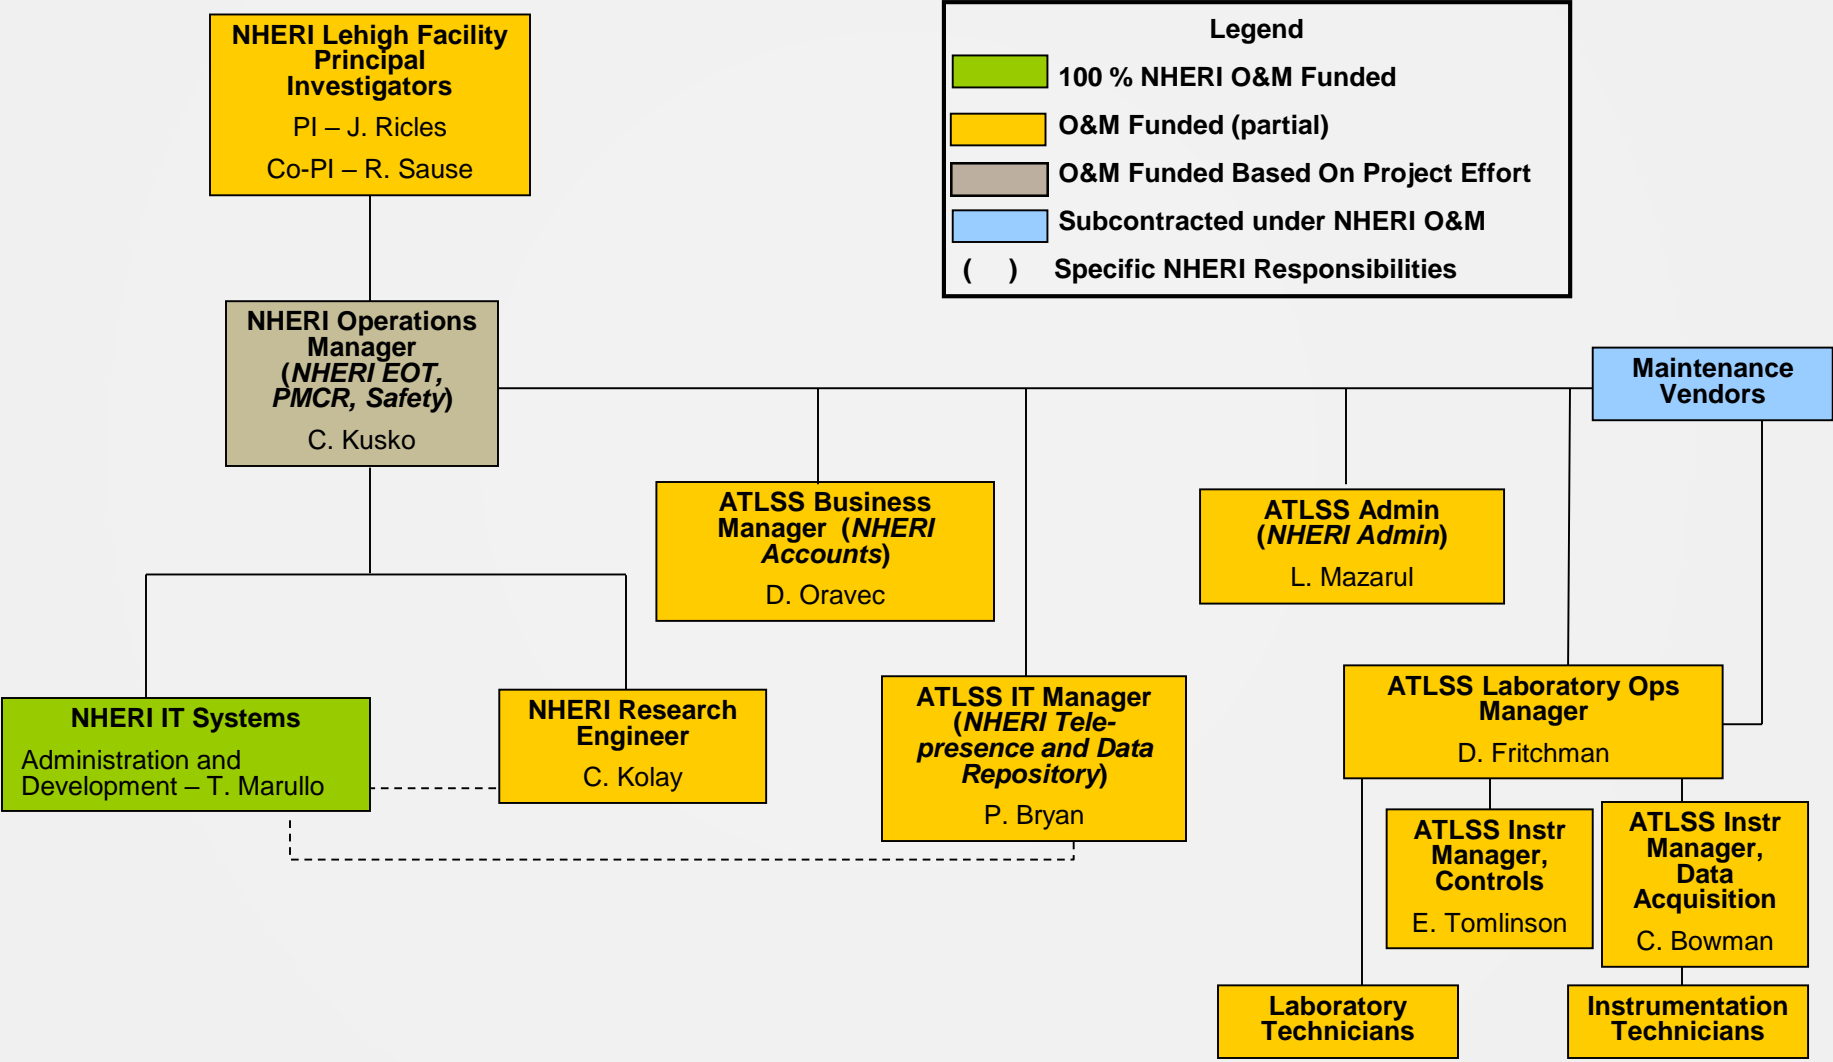 NHERI Lehigh Facility
Principal
Investigators
PI – J. Ricles
Co-PI – R. Sause
Legend
100 % NHERI O&M Funded
O&M Funded (partial)
O&M Funded Based On Project Effort
Subcontracted under NHERI O&M
( ) Specific NHERI Responsibilities
NHERI Operations
Manager
(NHERI EOT,
PMCR, Safety)
C. Kusko
Maintenance
Vendors
ATLSS Business
Manager (NHERI
Accounts)
D. Oravec
ATLSS Admin
(NHERI Admin)
L. Mazarul
NHERI IT Systems
Administration and
Development – T. Marullo
NHERI Research
Engineer
C. Kolay
ATLSS IT Manager
(NHERI Tele-
presence and Data
Repository)
P. Bryan
ATLSS Laboratory Ops
Manager
D. Fritchman
ATLSS Instr
Manager,
Controls
E. Tomlinson
ATLSS Instr
Manager,
Data
Acquisition
C. Bowman
Laboratory
Technicians
Instrumentation
Technicians